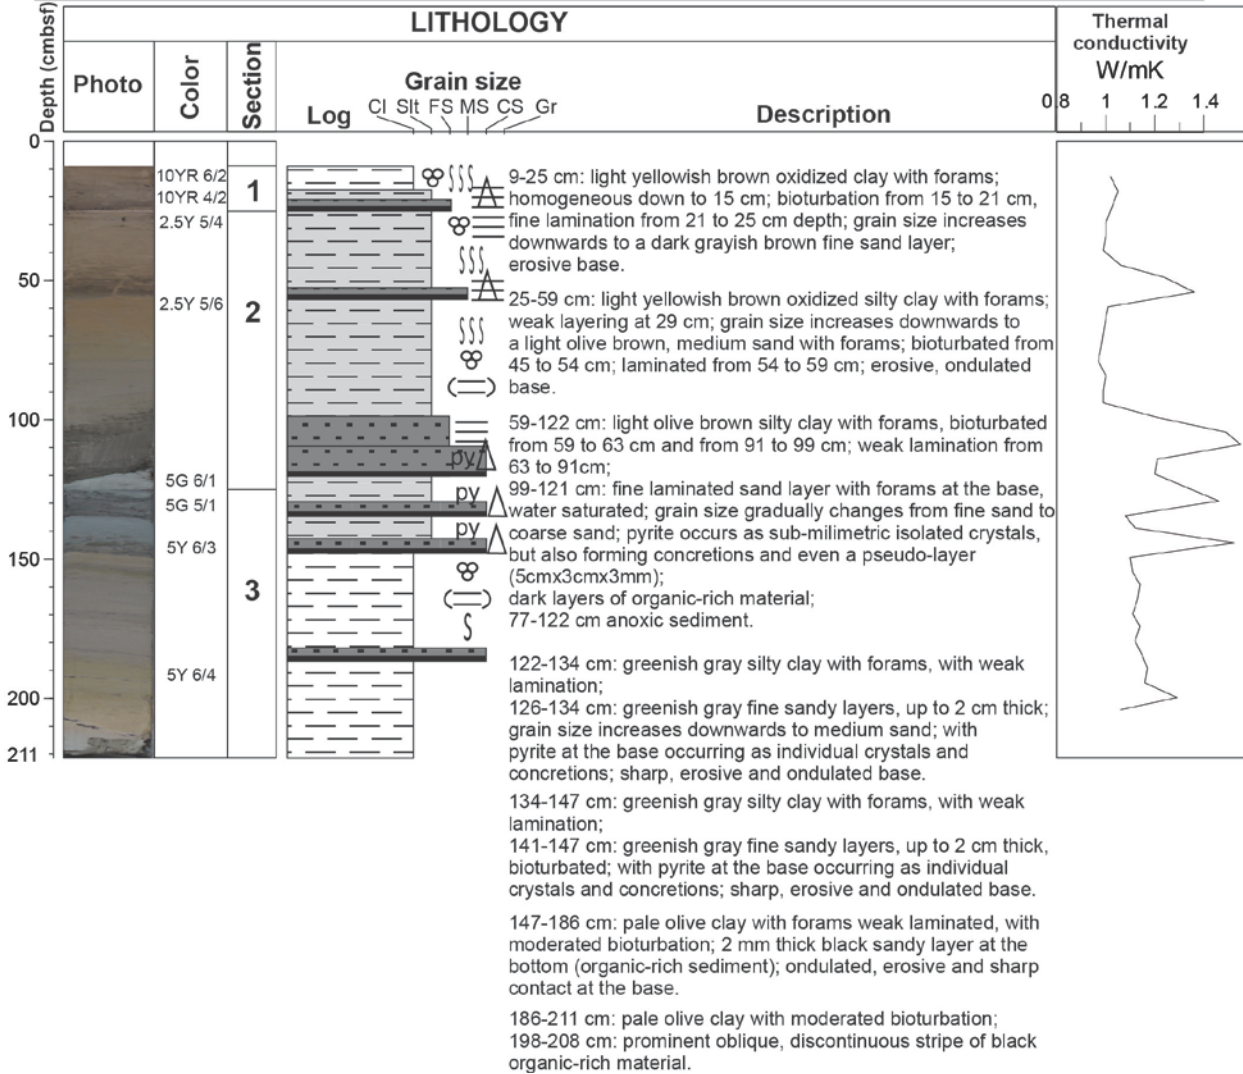 LITHOLOGY
Thermal
conductivity
W/mK
Depth (cmbsf)
Photo
Color
Section
Log
Grain size
Cl Slt FS MS CS Gr
Description
0.8 1 1.2 1.4
0
50
100
150
200
211
10YR 6/2
10YR 4/2
2.5Y 5/4
2.5Y 5/6
5G 6/1
5G 5/1
5Y 6/3
5Y 6/4
1
2
3
py
py
py
9-25 cm: light yellowish brown oxidized clay with forams;
homogeneous down to 15 cm; bioturbation from 15 to 21 cm,
fine lamination from 21 to 25 cm depth; grain size increases
downwards to a dark grayish brown fine sand layer;
erosive base.
25-59 cm: light yellowish brown oxidized silty clay with forams;
weak layering at 29 cm; grain size increases downwards to
a light olive brown, medium sand with forams; bioturbated from
45 to 54 cm; laminated from 54 to 59 cm; erosive, ondulated
base.
59-122 cm: light olive brown silty clay with forams, bioturbated
from 59 to 63 cm and from 91 to 99 cm; weak lamination from
63 to 91cm;
99-121 cm: fine laminated sand layer with forams at the base,
water saturated; grain size gradually changes from fine sand to
coarse sand; pyrite occurs as sub-milimetric isolated crystals,
but also forming concretions and even a pseudo-layer
(5cmx3cmx3mm);
dark layers of organic-rich material;
77-122 cm anoxic sediment.
122-134 cm: greenish gray silty clay with forams, with weak
lamination;
126-134 cm: greenish gray fine sandy layers, up to 2 cm thick;
grain size increases downwards to medium sand; with
pyrite at the base occurring as individual crystals and
concretions; sharp, erosive and ondulated base.
134-147 cm: greenish gray silty clay with forams, with weak
lamination;
141-147 cm: greenish gray fine sandy layers, up to 2 cm thick,
bioturbated; with pyrite at the base occurring as individual
crystals and concretions; sharp, erosive and ondulated base.
147-186 cm: pale olive clay with forams weak laminated, with
moderated bioturbation; 2 mm thick black sandy layer at the
bottom (organic-rich sediment); ondulated, erosive and sharp
contact at the base.
186-211 cm: pale olive clay with moderated bioturbation;
198-208 cm: prominent oblique, discontinuous stripe of black
organic-rich material.